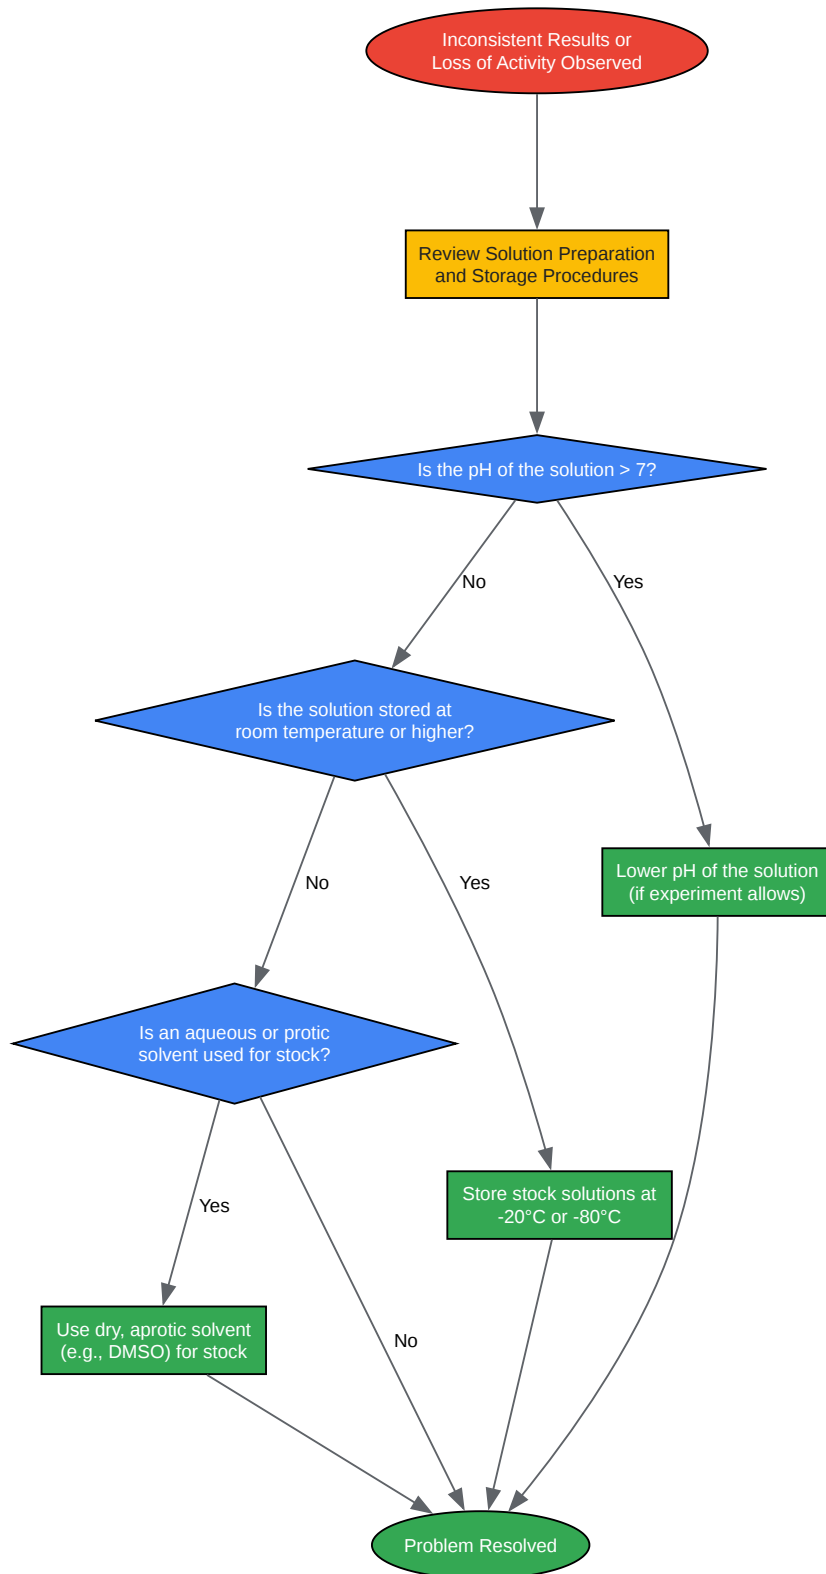 Inconsistent Results or
Loss of Activity Observed
Review Solution Preparation
and Storage Procedures
Is the pH of the solution > 7?
No
Yes
Is the solution stored at
room temperature or higher?
Lower pH of the solution
(if experiment allows)
No
Yes
Is an aqueous or protic
solvent used for stock?
Store stock solutions at
-20°C or -80°C
Yes
Use dry, aprotic solvent
(e.g., DMSO) for stock
No
Problem Resolved